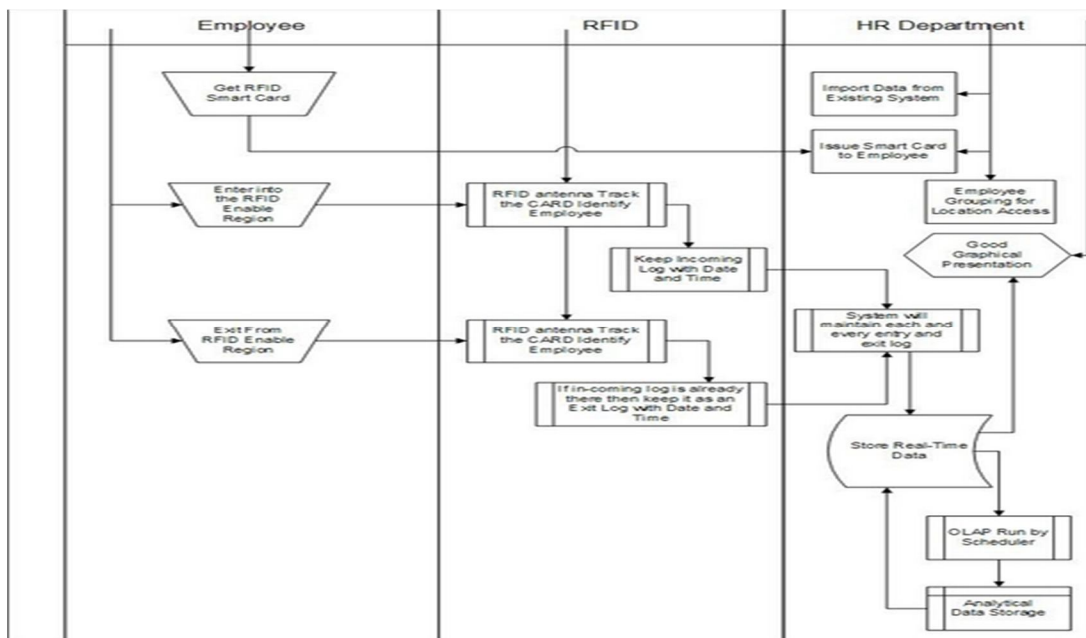 Employee
RFID
HR Department
Get RFID
Smart Card
Import Data from
Existing System
Issue Smart Card
to Employee
Enter into
the RFID
Enable
Region
RFID antenna Track
the CARD Identify
Employee
Employee
Grouping for
Location Access
Keep Incoming
Log with Date
and Time
Good
Graphical
Presentation
Exit From
RFID Enable
Region
RFID antenna Track
the CARD Identify
Employee
System will
maintain each and
every entry and
exit log
If in-coming log is already
there then keep it as an
Exit Log with Date and
Time
Store Real-Time
Data
OLAP Run by
Scheduler
Analytical
Data Storage